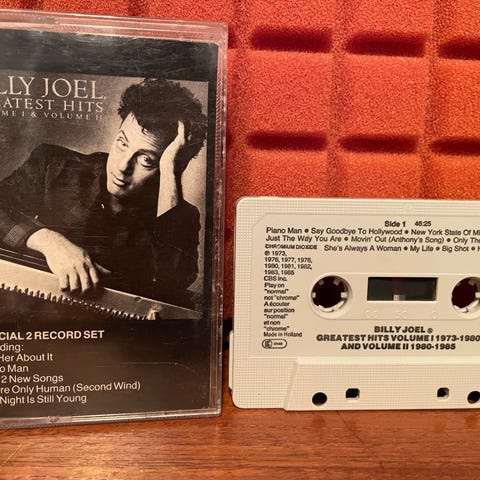 LLY JOEL.
EATEST HITS
ME I & VOLUME II
CIAL 2 RECORD SET
ding:
Her About It
o Man
2 New Songs
re Only Human (Second Wind)
Night Is Still Young
Side 1 46:25
Piano Man • Say Goodbye To Hollywood • New York State Of Mi
Just The Way You Are • Movin' Out (Anthony's Song) • Only The
She's Always A Woman • My Life • Big Shot • H
CHROMIUM DIOXIDE
℗ 1973,
1976, 1977, 1978,
1980, 1981, 1982,
1983, 1985
CBS Inc.
Play on
"normal"
not "chrome"
A écouter
sur position
"normal"
et non
"chrome"
Made in Holland
BILLY JOEL ®
GREATEST HITS VOLUME I 1973-1980
AND VOLUME II 1980-1985